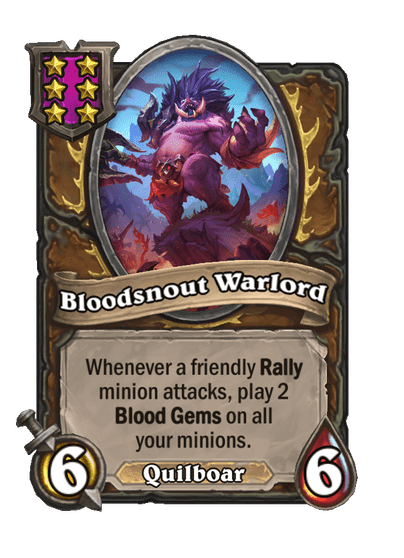 Bloodsnout Warlord
Whenever a friendly Rally
minion attacks, play 2
Blood Gems on all
your minions.
6
Quilboar
6